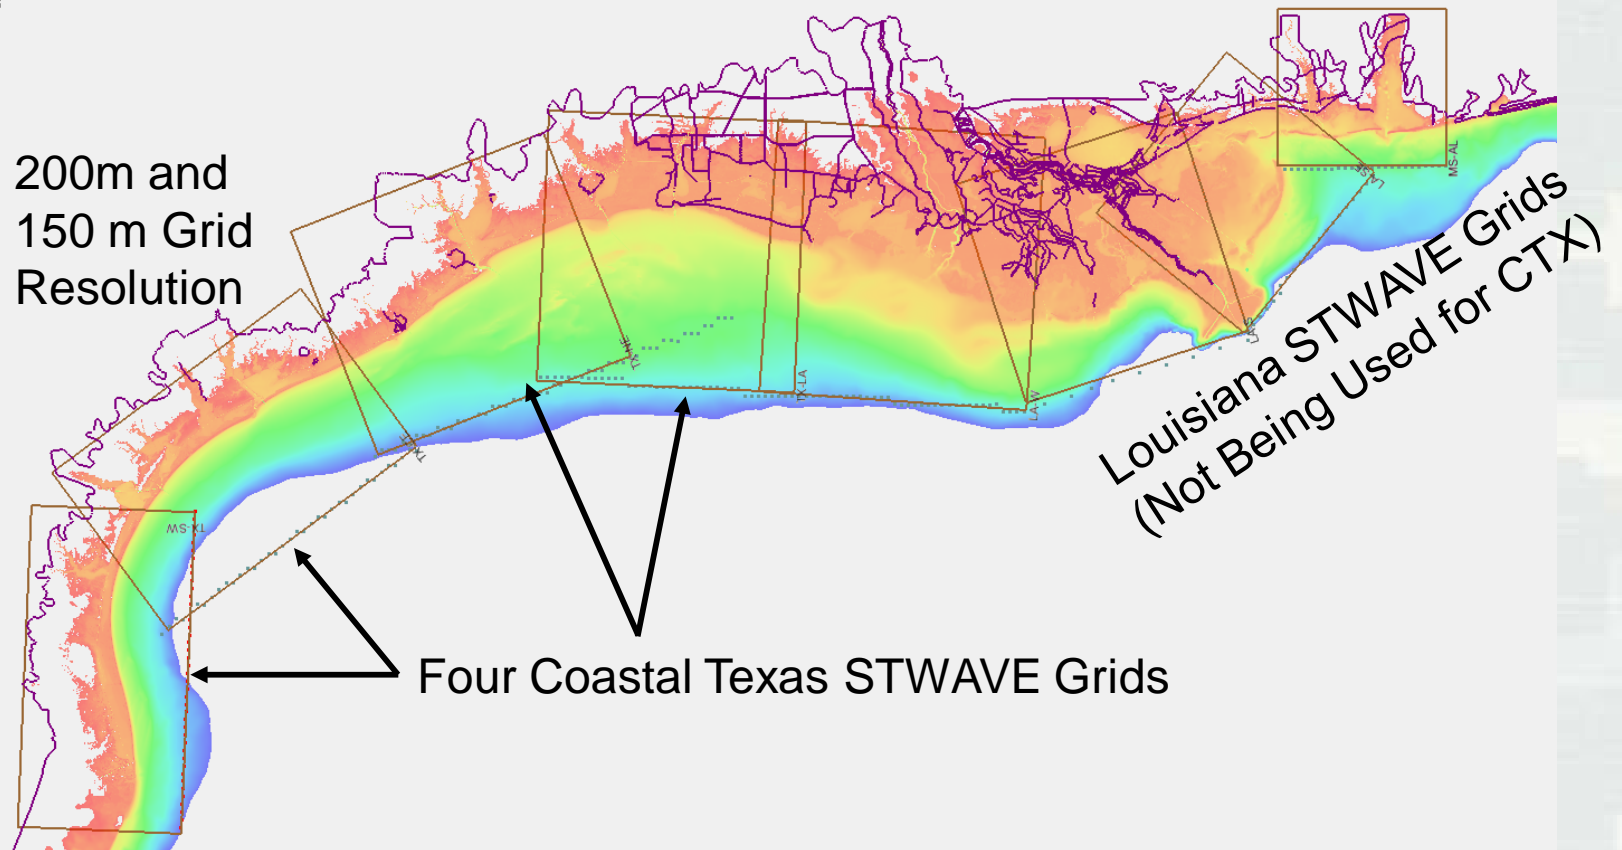 200m and
150 m Grid
Resolution
MS-AL
LA-SE
Louisiana STWAVE Grids
(Not Being Used for CTX)
TX-LA
TX-SW
Four Coastal Texas STWAVE Grids